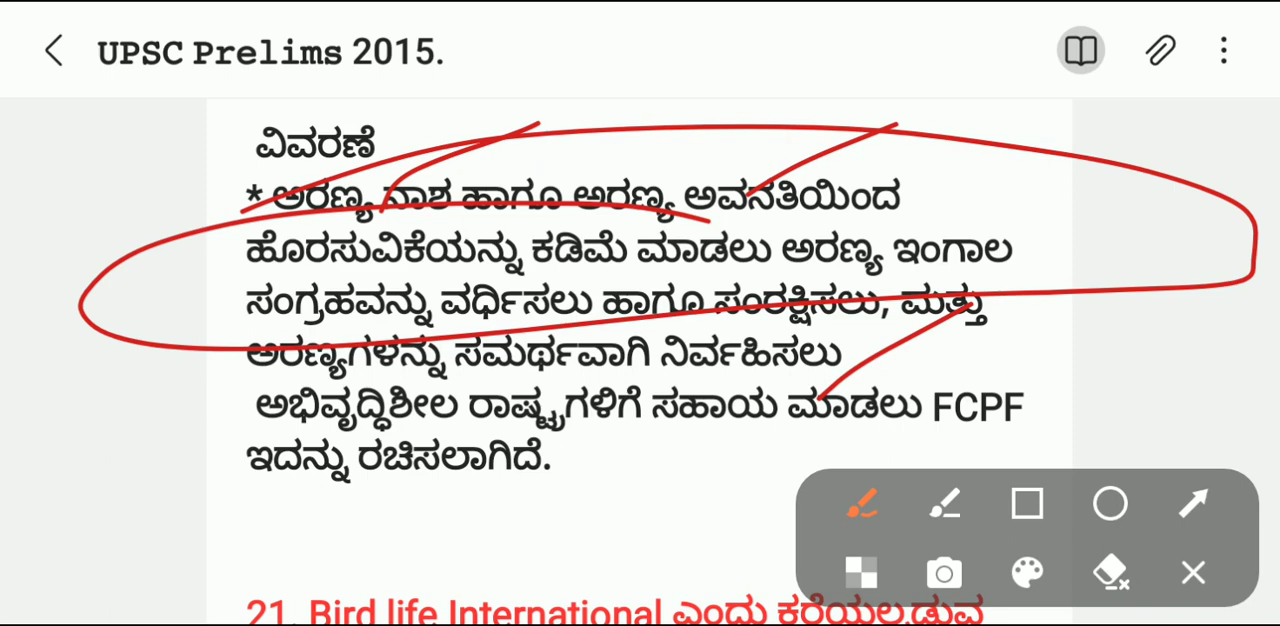 UPSC Prelims 2015.
ವಿವರಣೆ
* ಅರಣ್ಯ ನಾಶ ಹಾಗೂ ಅರಣ್ಯ ಅವನತಿಯಿಂದ
ಹೊರಸುವಿಕೆಯನ್ನು ಕಡಿಮೆ ಮಾಡಲು ಅರಣ್ಯ ಇಂಗಾಲ
ಸಂಗ್ರಹವನ್ನು ವರ್ಧಿಸಲು ಹಾಗೂ ಸಂರಕ್ಷಿಸಲು, ಮತ್ತು
ಅರಣ್ಯಗಳನ್ನು ಸಮರ್ಥವಾಗಿ ನಿರ್ವಹಿಸಲು
ಅಭಿವೃದ್ಧಿಶೀಲ ರಾಷ್ಟ್ರಗಳಿಗೆ ಸಹಾಯ ಮಾಡಲು FCPF
ಇದನ್ನು ರಚಿಸಲಾಗಿದೆ.
21. Bird life International ಎಂದು ಕರೆಯಲ್ಪಡುವ